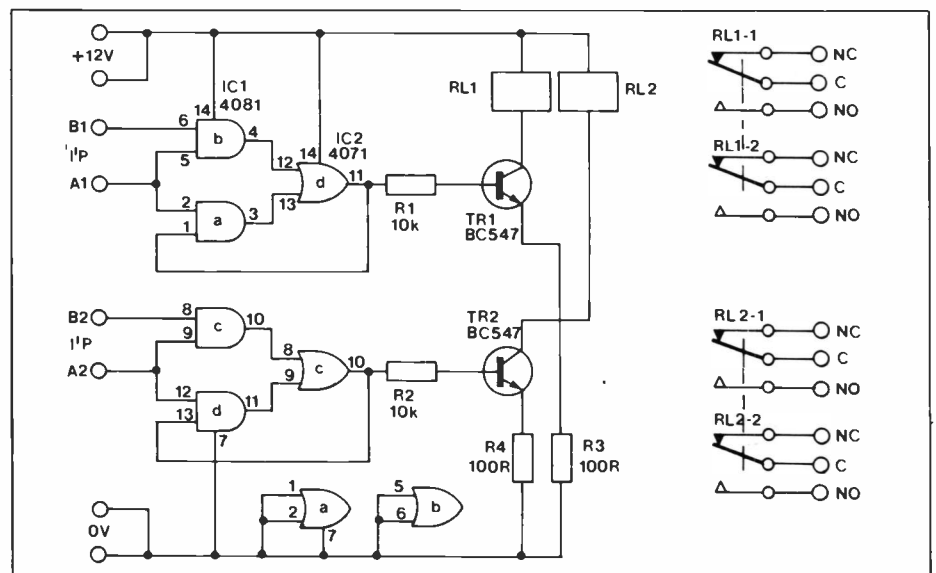 +12V
IC1
4081
14
B1
6
b
4
I'P
5
IC2
4071
14
12
A1
d
11
13
2
a
3
1
R1
10k
TR1
BC547
RL1
RL2
B2
8
c
10
I'P
9
A2
8
c
10
9
12
d
11
13
7
R2
10k
TR2
BC547
R4
100R
R3
100R
0V
1
a
2
7
5
b
6
RL1-1
NC
C
NO
RL1-2
NC
C
NO
RL2-1
NC
C
NO
RL2-2
NC
C
NO